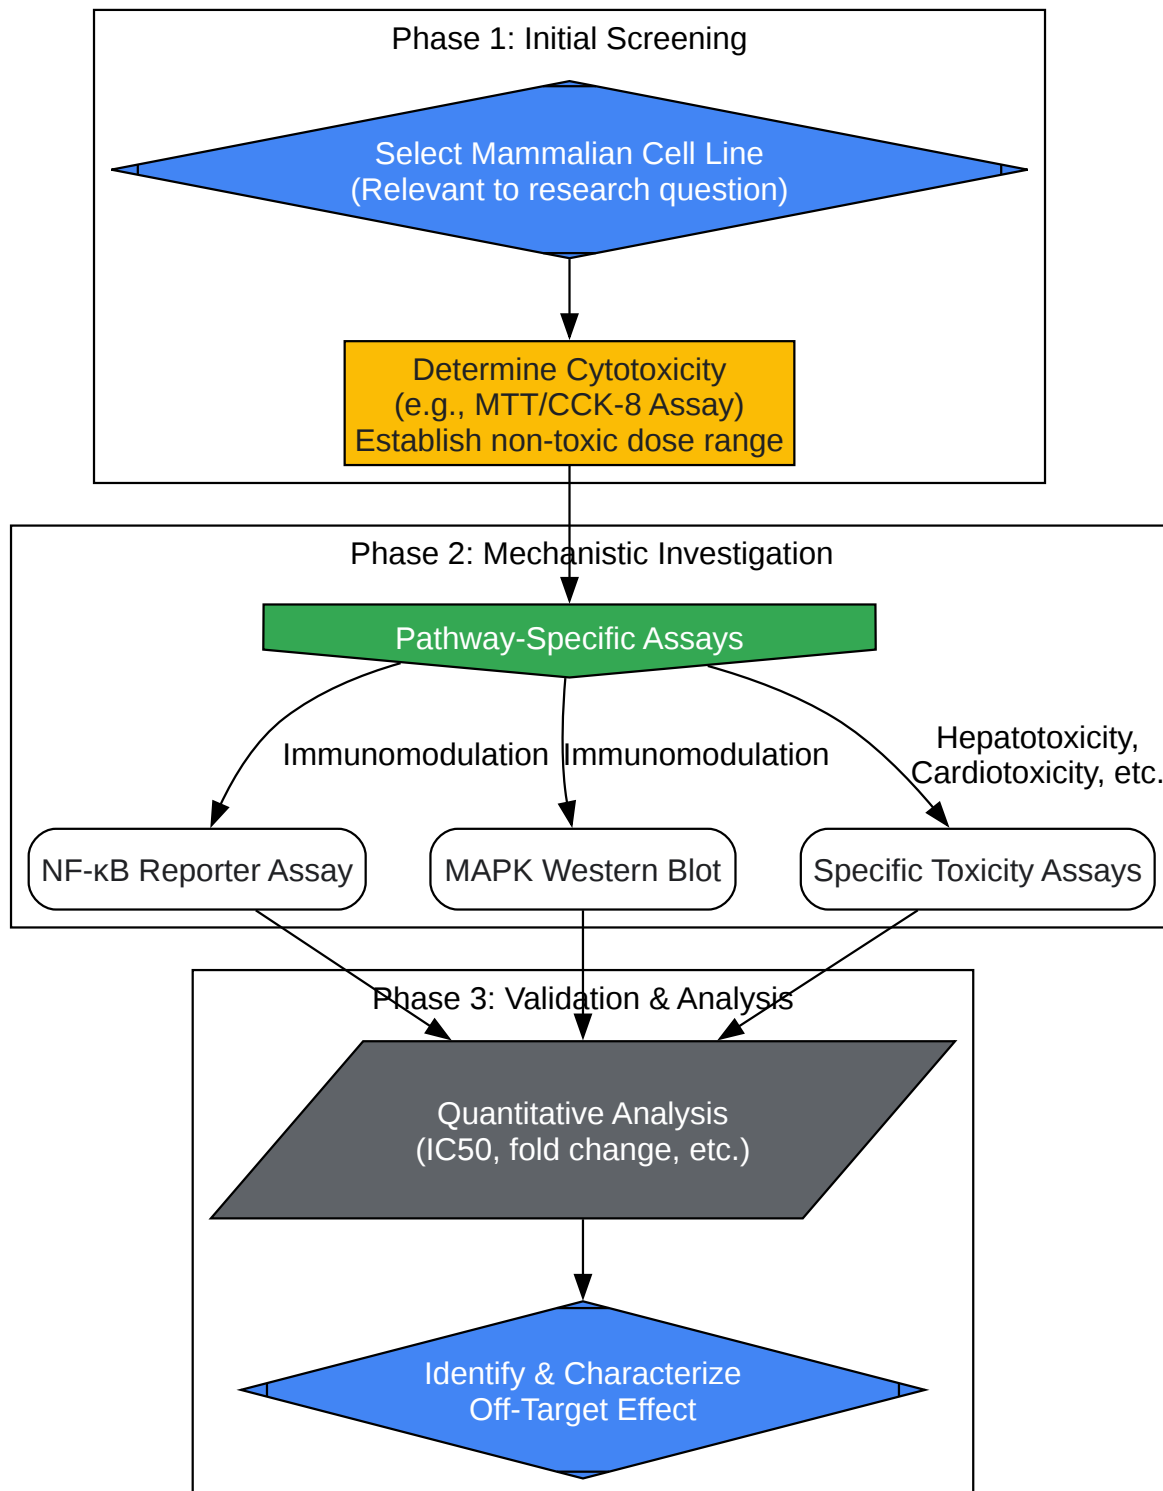 Phase 1: Initial Screening
Select Mammalian Cell Line
(Relevant to research question)
Determine Cytotoxicity
(e.g., MTT/CCK-8 Assay)
Establish non-toxic dose range
Phase 2: Mechanistic Investigation
Pathway-Specific Assays
Immunomodulation
Immunomodulation
Hepatotoxicity,
Cardiotoxicity, etc.
NF-κB Reporter Assay
MAPK Western Blot
Specific Toxicity Assays
Phase 3: Validation & Analysis
Quantitative Analysis
(IC50, fold change, etc.)
Identify & Characterize
Off-Target Effect